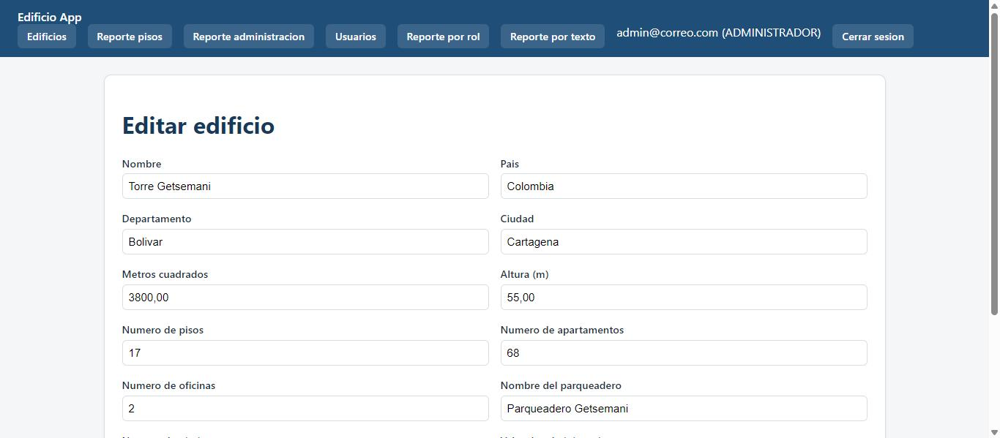 Edificio App
Edificios Reporte pisos Reporte administracion Usuarios Reporte por rol Reporte por texto admin@correo.com (ADMINISTRADOR) Cerrar sesion
Editar edificio
Nombre Pais
Torre Getsemani Colombia
Departamento Ciudad
Bolivar Cartagena
Metros cuadrados Altura (m)
3800,00 55,00
Numero de pisos Numero de apartamentos
17 68
Numero de oficinas Nombre del parqueadero
2 Parqueadero Getsemani